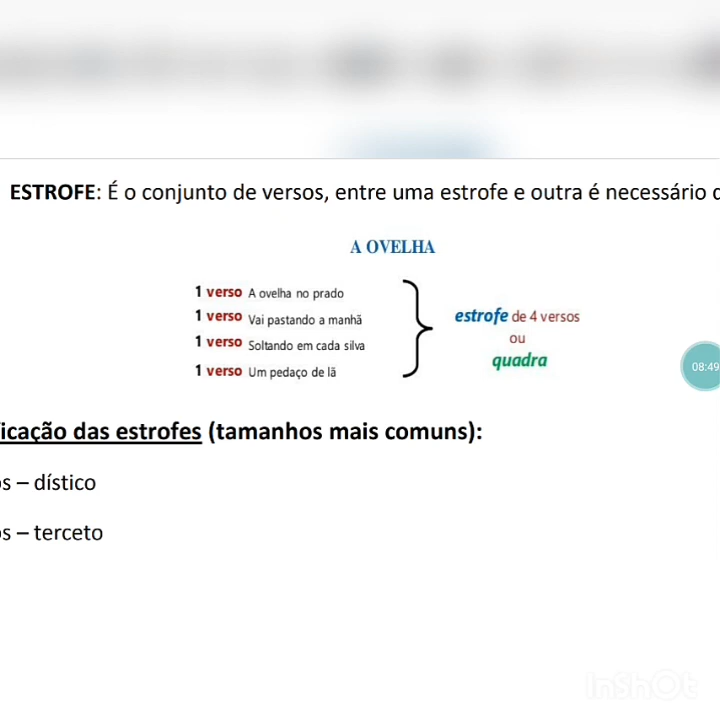 ESTROFE: É o conjunto de versos, entre uma estrofe e outra é necessário
A OVELHA
1 verso A ovelha no prado
1 verso Vai pastando a manhã
1 verso Soltando em cada silva
1 verso Um pedaço de lã
estrofe de 4 versos
ou
quadra
08:49
icação das estrofes (tamanhos mais comuns):
os – dístico
os – terceto
InShOt